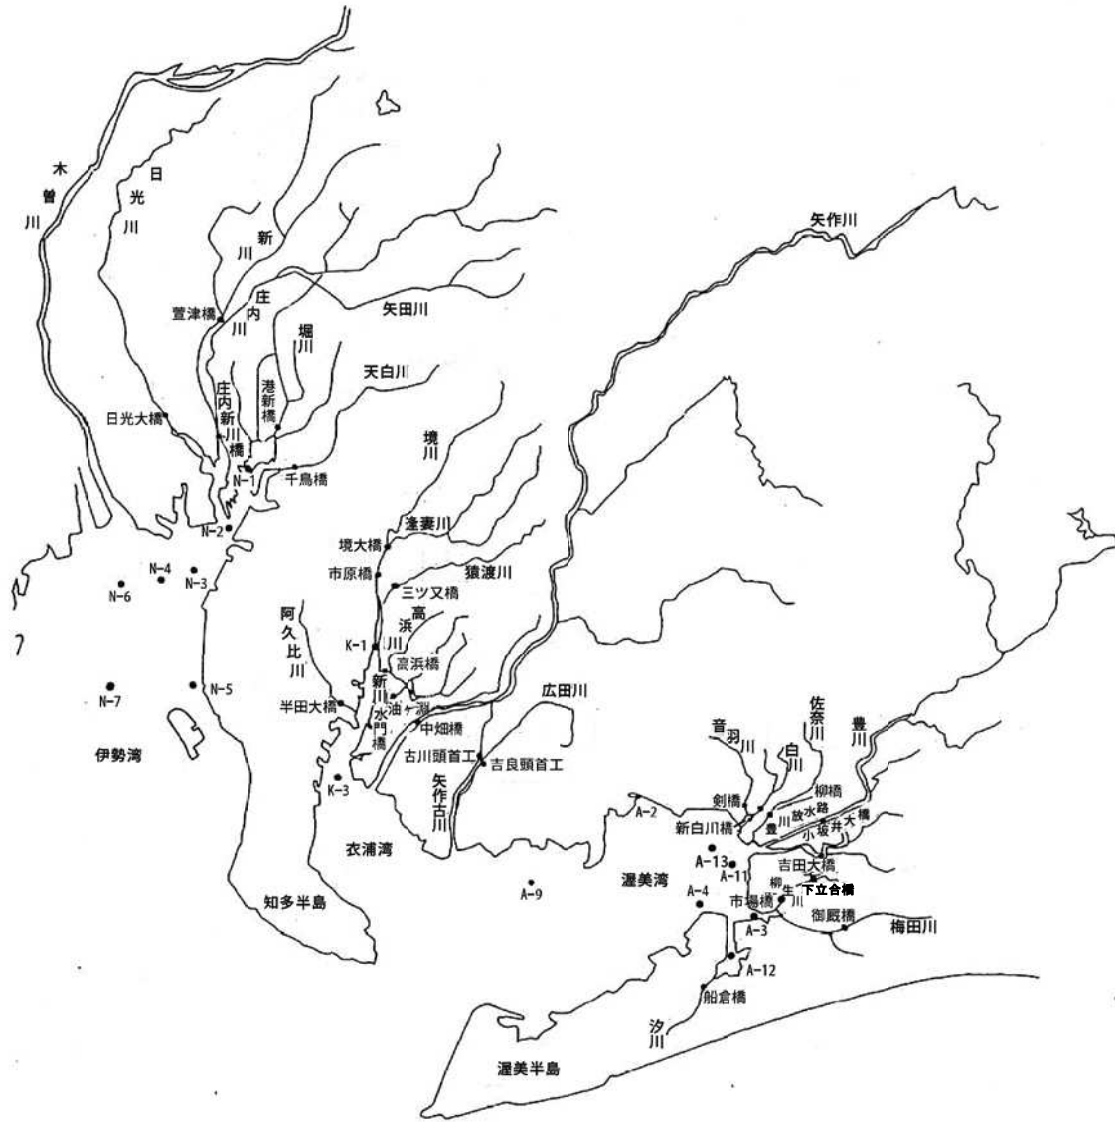 木曽川
日光川
新川
庄内川
矢田川
矢作川
萱津橋
堀川
天白川
港新橋
庄内新川橋
日光大橋
境川
N-1
千鳥橋
逢妻川
N-2
境大橋
猿渡川
市原橋
N-4
N-3
N-6
三ツ又橋
阿久比川
高浜川
K-1
高浜橋
N-5
N-7
新川水門橋
油ヶ淵
半田大橋
中畑橋
広田川
佐奈川
豊川
音羽川
白川
伊勢湾
古川頭首工
吉良頭首工
K-3
矢作古川
A-2
剣橋
柳橋
豊川放水路
小坂井大橋
新白川橋
衣浦湾
A-13
A-11
吉田大橋
渥美湾
A-9
A-4
下立合橋
柳生川
市場橋
知多半島
A-3
御厩橋
梅田川
A-12
船倉橋
汐川
渥美半島